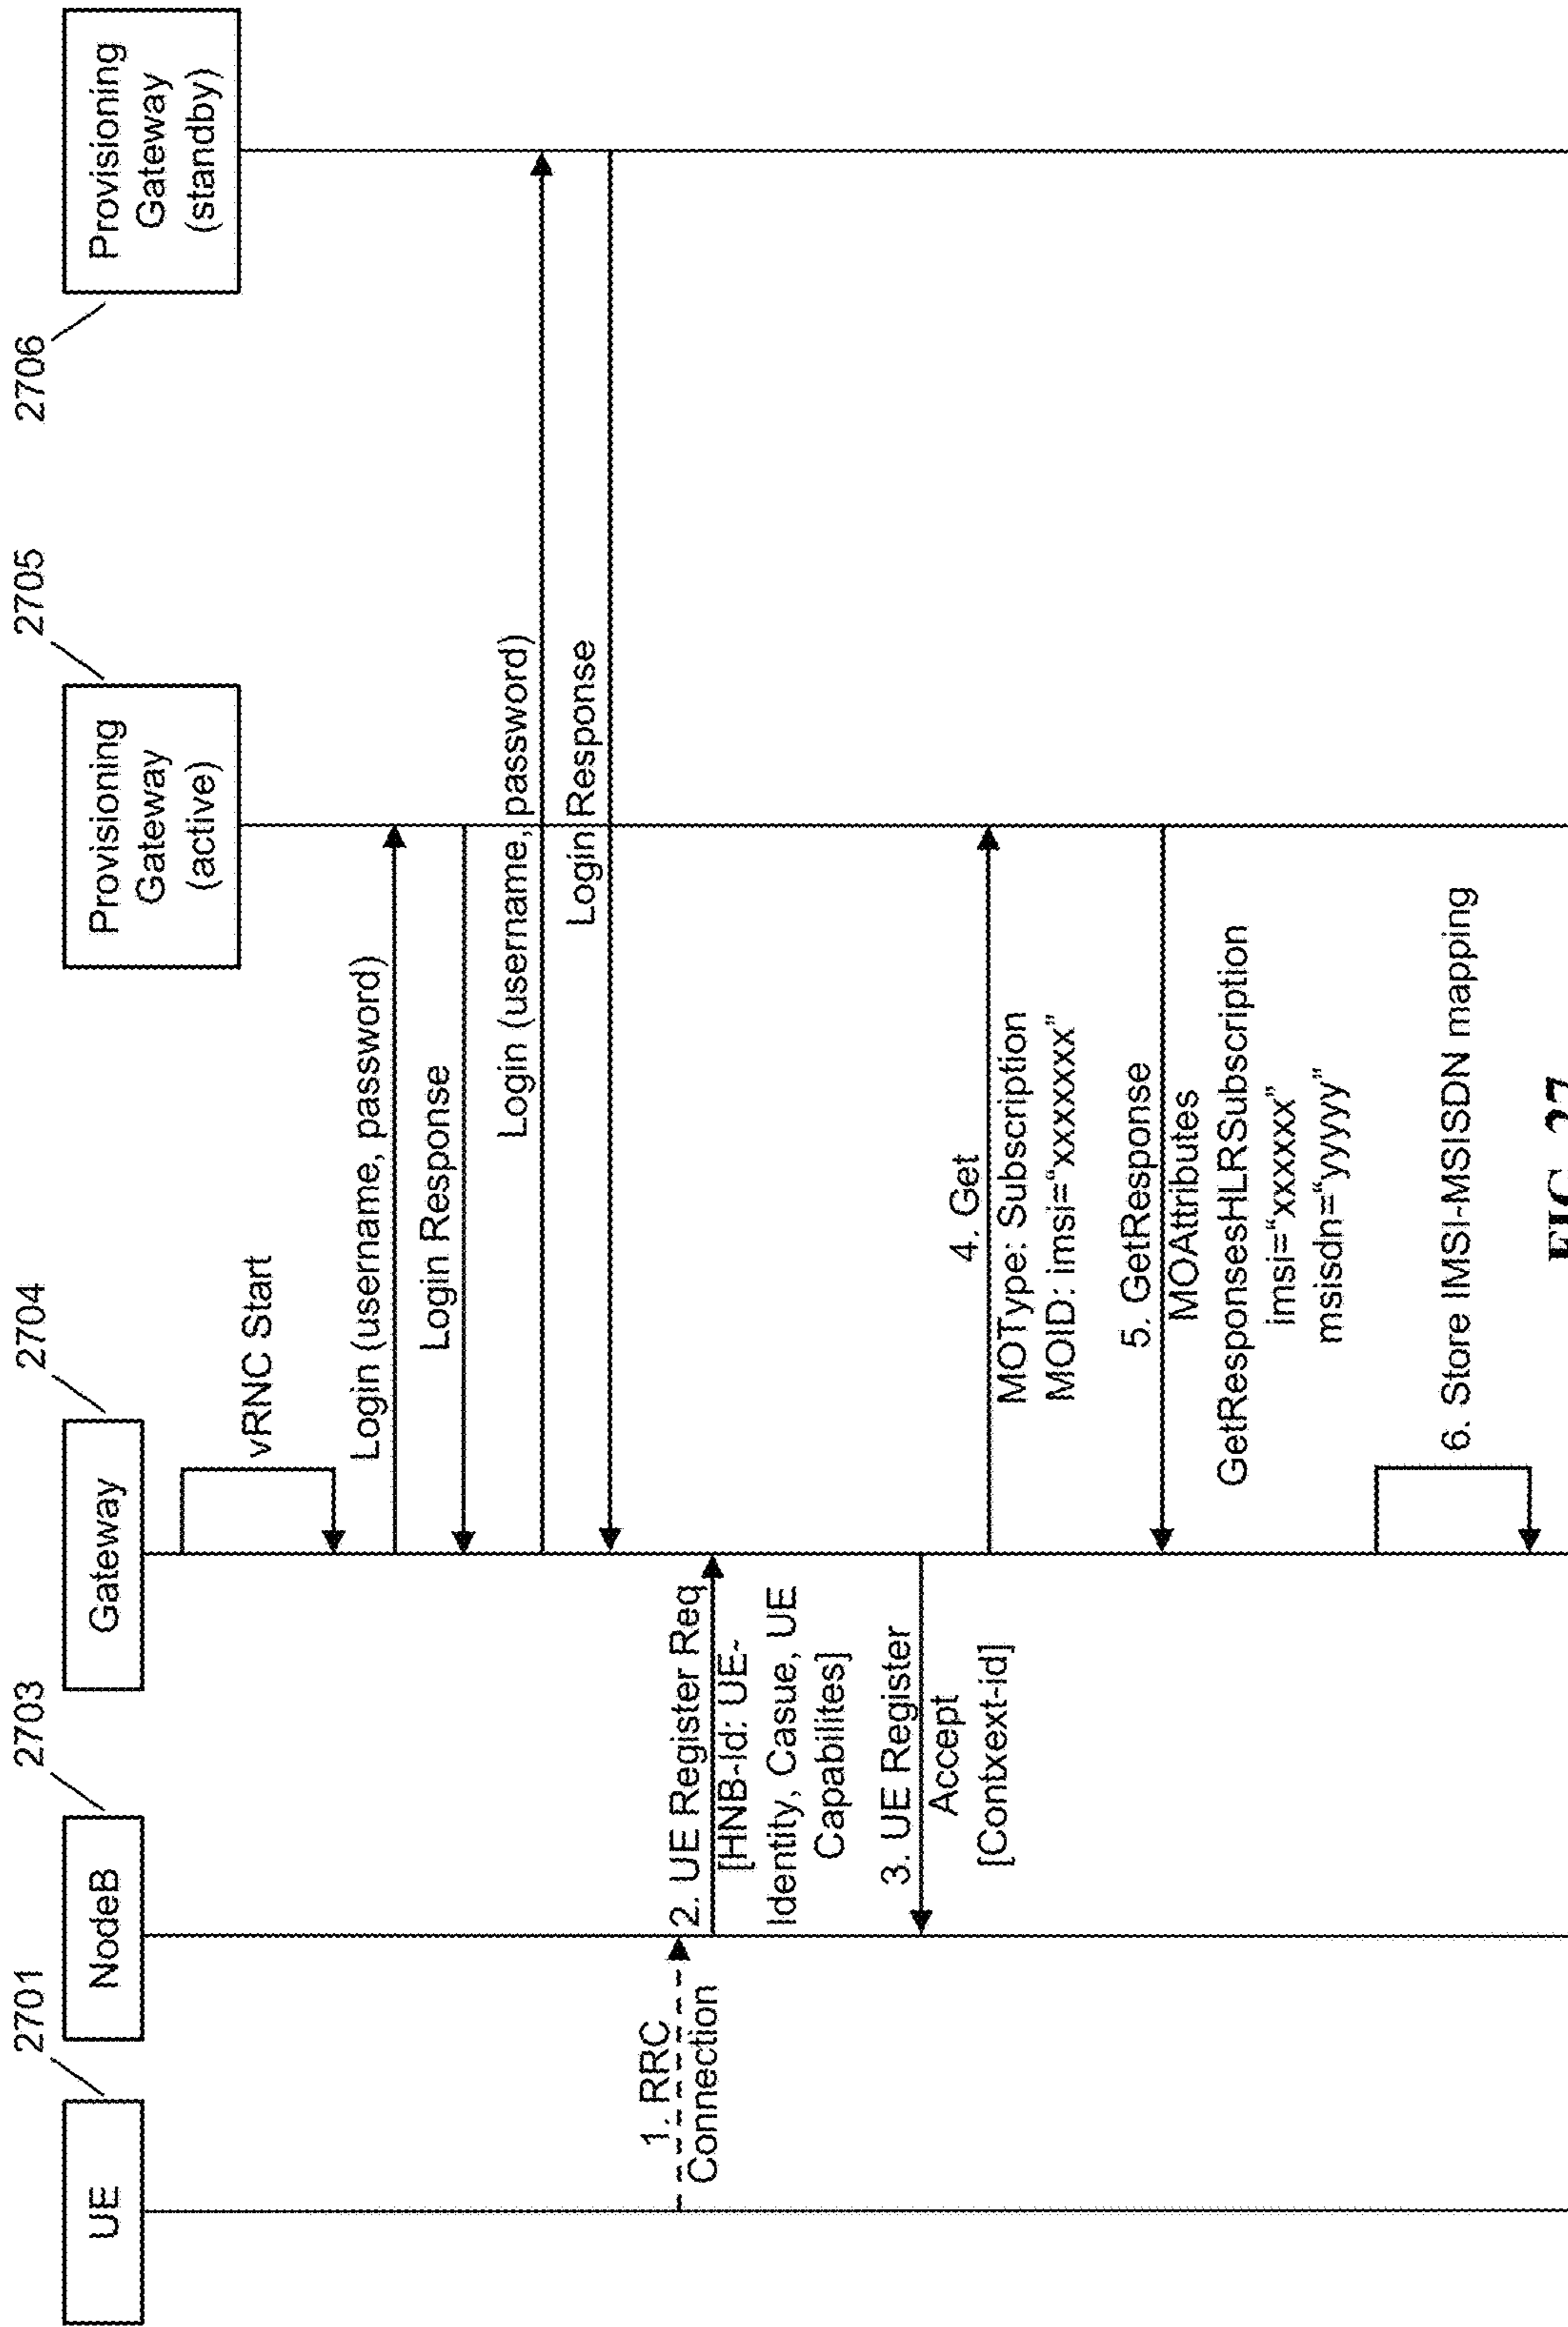 2701
2703
2704
2705
2706
UE
NodeB
Gateway
Provisioning
Gateway
(active)
Provisioning
Gateway
(standby)
vRNC Start
Login (username, password)
Login Response
Login (username, password)
Login Response
1. RRC
Connection
2. UE Register Req
[HNB-Id: UE-
Identity, Casue, UE
Capabilites]
3. UE Register
Accept
[Contxext-id]
4. Get
MOType: Subscription
MOID: imsi="xxxxxxx"
5. GetResponse
MOAttributes
GetResponsesHLRSubscription
imsi="xxxxxx"
msisdn="yyyyy"
6. Store IMSI-MSISDN mapping
FIG. 27